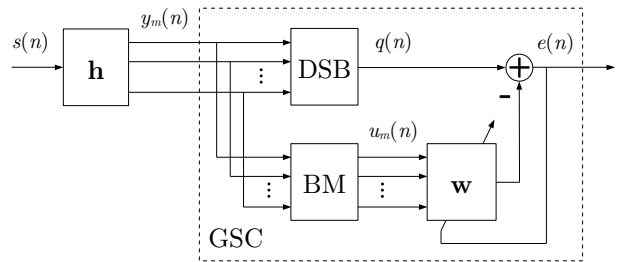 s(n)
y_m(n)
h
DSB
q(n)
e(n)
+
-
u_m(n)
BM
w
GSC